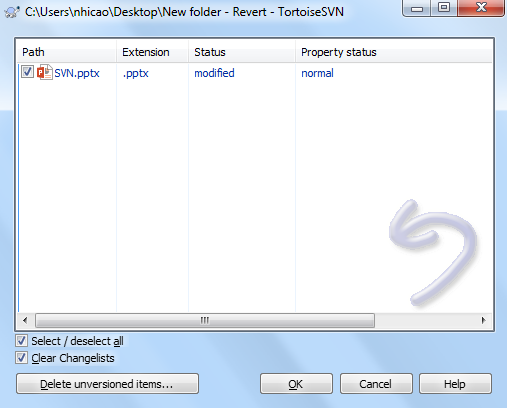 C:\Users\nhicao\Desktop\New folder - Revert - TortoiseSVN
Path Extension Status Property status
SVN.pptx .pptx modified normal
Select / deselect all
Clear Changelists
Delete unversioned items... OK Cancel Help